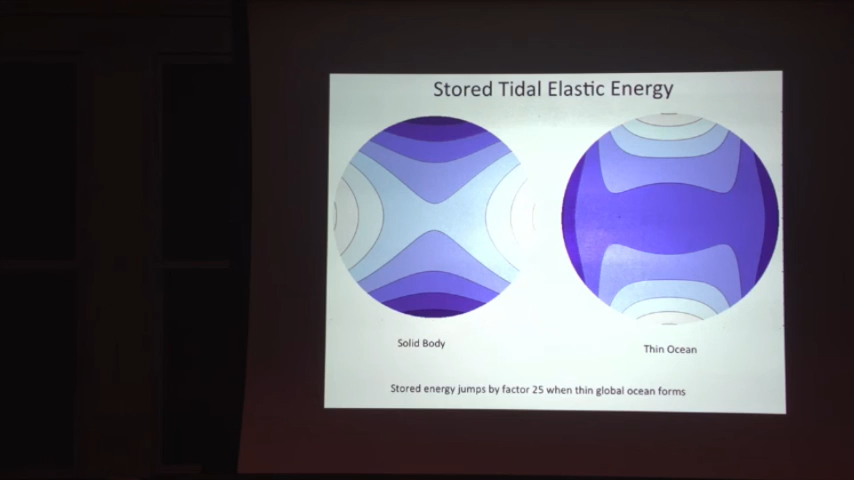 Stored Tidal Elastic Energy
Solid Body
Thin Ocean
Stored energy jumps by factor 25 when thin global ocean forms